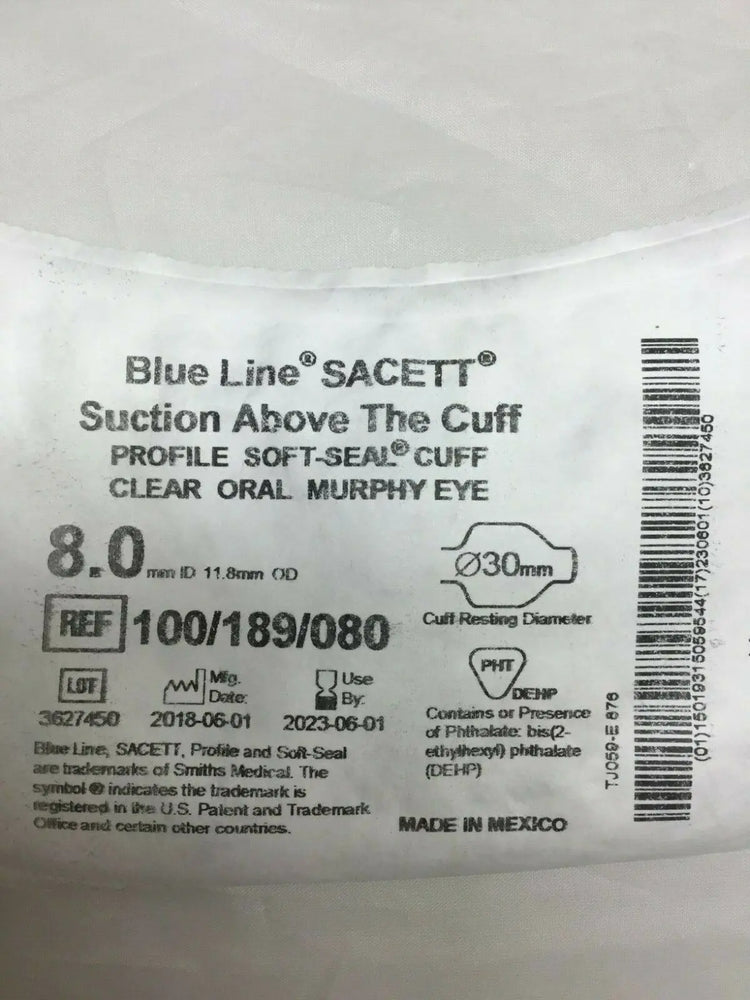 Blue Line® SACETT®
Suction Above The Cuff
PROFILE SOFT-SEAL® CUFF
CLEAR ORAL MURPHY EYE
8.0 mm ID 11.8mm OD
Ø30mm
Cuff Resting Diameter
REF 100/189/080
LOT
3627450
Mfg.
Date:
2018-06-01
Use
By:
2023-06-01
PHT
DEHP
Contains or Presence
of Phthalate: bis(2-
ethylhexyl) phthalate
(DEHP)
Blue Line, SACETT, Profile and Soft-Seal
are trademarks of Smiths Medical. The
symbol ® indicates the trademark is
registered in the U.S. Patent and Trademark
Office and certain other countries.
MADE IN MEXICO
TJ059-E 876
(01)15019315059544(17)230601(10)3627450